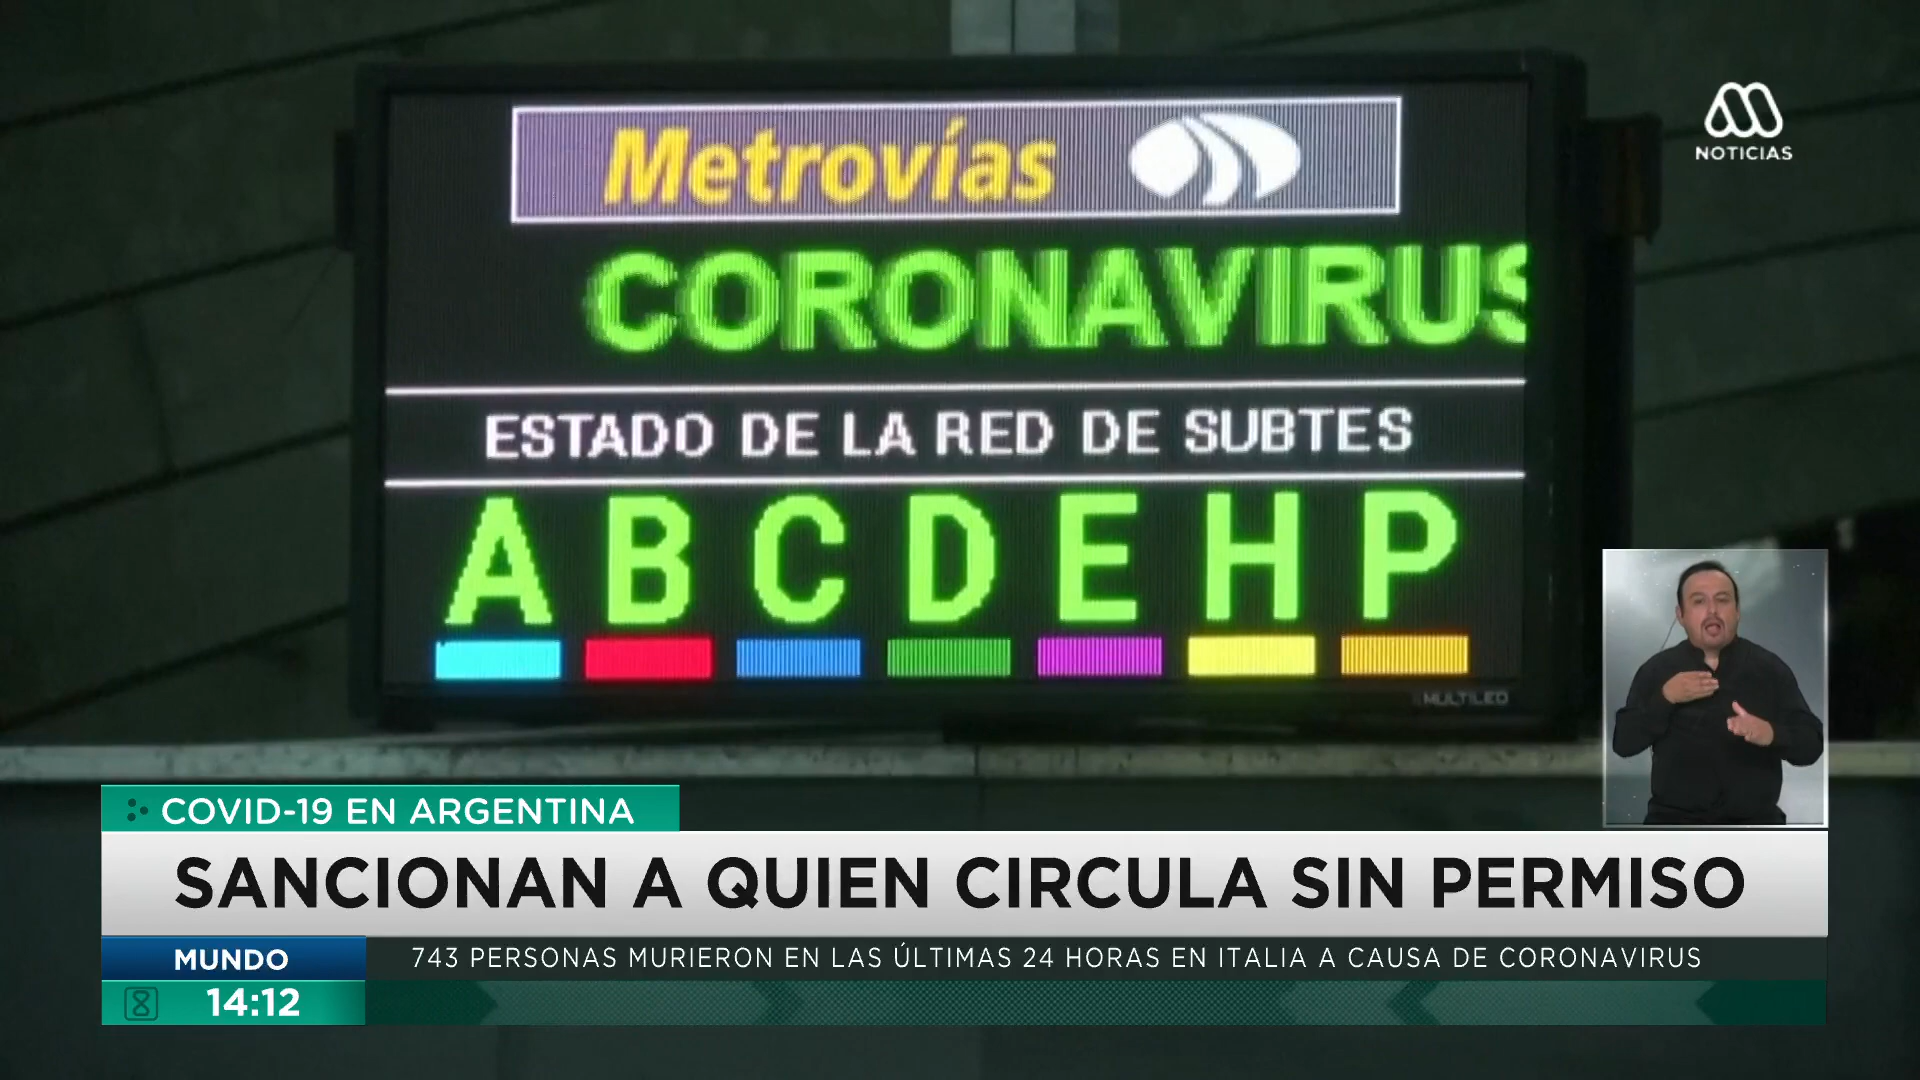 Metrovías
NOTICIAS
CORONAVIRUS
ESTADO DE LA RED DE SUBTES
A B C D E H P
MULTILED
COVID-19 EN ARGENTINA
SANCIONAN A QUIEN CIRCULA SIN PERMISO
MUNDO
743 PERSONAS MURIERON EN LAS ÚLTIMAS 24 HORAS EN ITALIA A CAUSA DE CORONAVIRUS
8 14:12